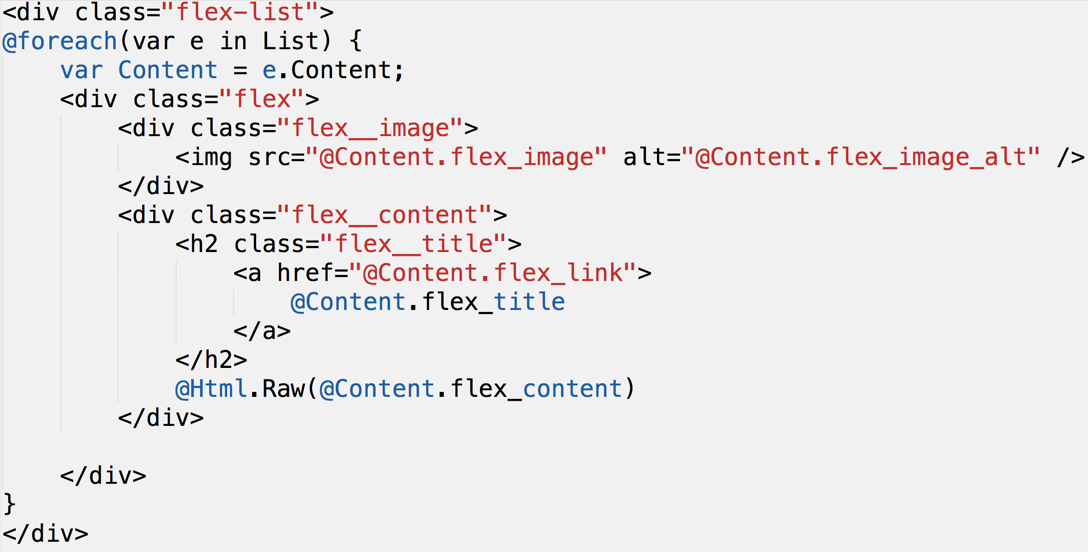 <div class="flex-list">
@foreach(var e in List) {
    var Content = e.Content;
    <div class="flex">
        <div class="flex__image">
            <img src="@Content.flex_image" alt="@Content.flex_image_alt" />
        </div>
        <div class="flex__content">
            <h2 class="flex__title">
                <a href="@Content.flex_link">
                    @Content.flex_title
                </a>
            </h2>
            @Html.Raw(@Content.flex_content)
        </div>

    </div>
}
</div>